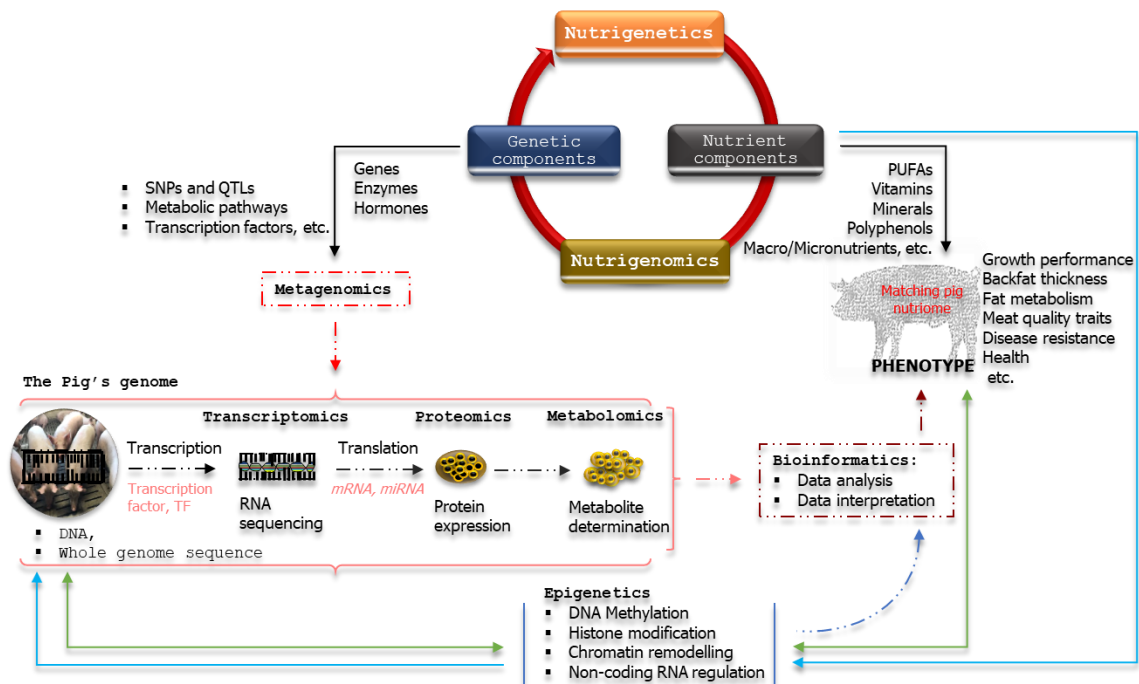 Nutrigenetics
Genetic
components
Nutrient
components
Nutrigenomics
▪ SNPs and QTLs
▪ Metabolic pathways
▪ Transcription factors, etc.
Genes
Enzymes
Hormones
PUFAs
Vitamins
Minerals
Polyphenols
Macro/Micronutrients, etc.
Metagenomics
Matching pig
nutriome
PHENOTYPE
Growth performance
Backfat thickness
Fat metabolism
Meat quality traits
Disease resistance
Health
etc.
The Pig's genome
Transcriptomics
Proteomics
Metabolomics
Transcription
Transcription
factor, TF
RNA
sequencing
Translation
mRNA, miRNA
Protein
expression
Metabolite
determination
▪ DNA,
▪ Whole genome sequence
Bioinformatics:
▪ Data analysis
▪ Data interpretation
Epigenetics
▪ DNA Methylation
▪ Histone modification
▪ Chromatin remodelling
▪ Non-coding RNA regulation